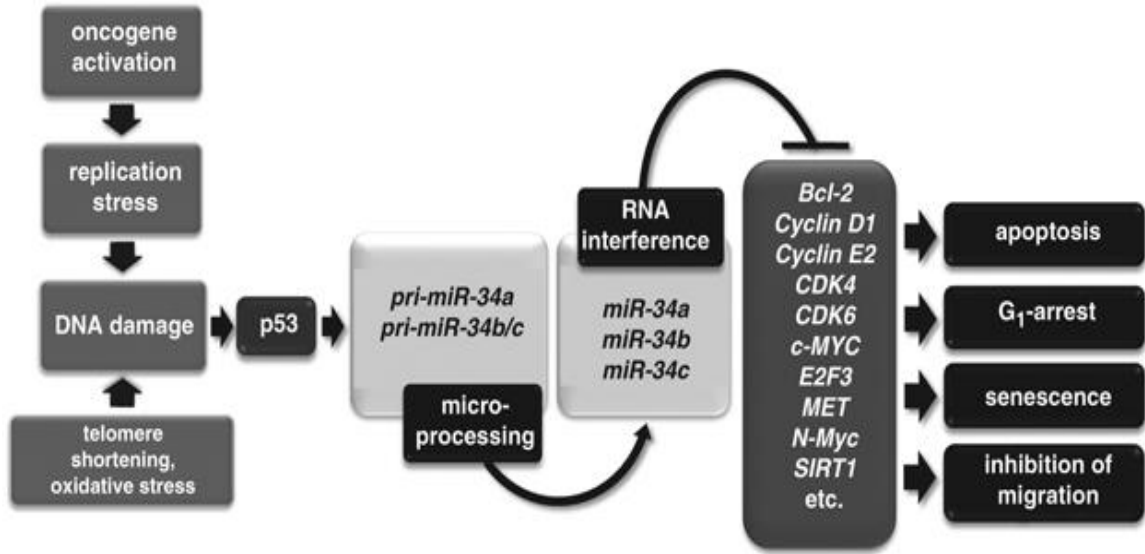 oncogene
activation
replication
stress
DNA damage
telomere
shortening,
oxidative stress
p53
pri-miR-34a
pri-miR-34b/c
micro-
processing
RNA
interference
miR-34a
miR-34b
miR-34c
Bcl-2
Cyclin D1
Cyclin E2
CDK4
CDK6
c-MYC
E2F3
MET
N-Myc
SIRT1
etc.
apoptosis
G₁-arrest
senescence
inhibition of
migration